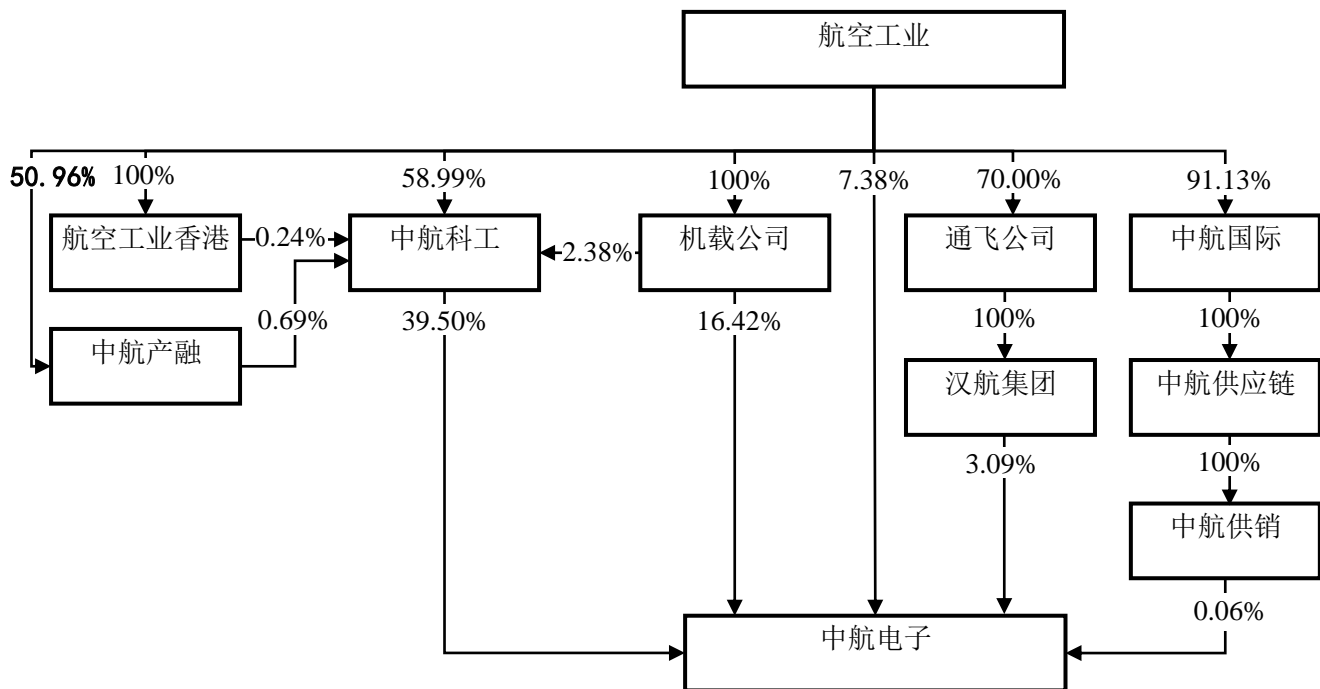 航空工业
50.96%
100%
58.99%
100%
7.38%
70.00%
91.13%
航空工业香港
0.24%
中航科工
2.38%
机载公司
通飞公司
中航国际
0.69%
39.50%
16.42%
100%
100%
中航产融
汉航集团
中航供应链
3.09%
100%
中航供销
0.06%
中航电子